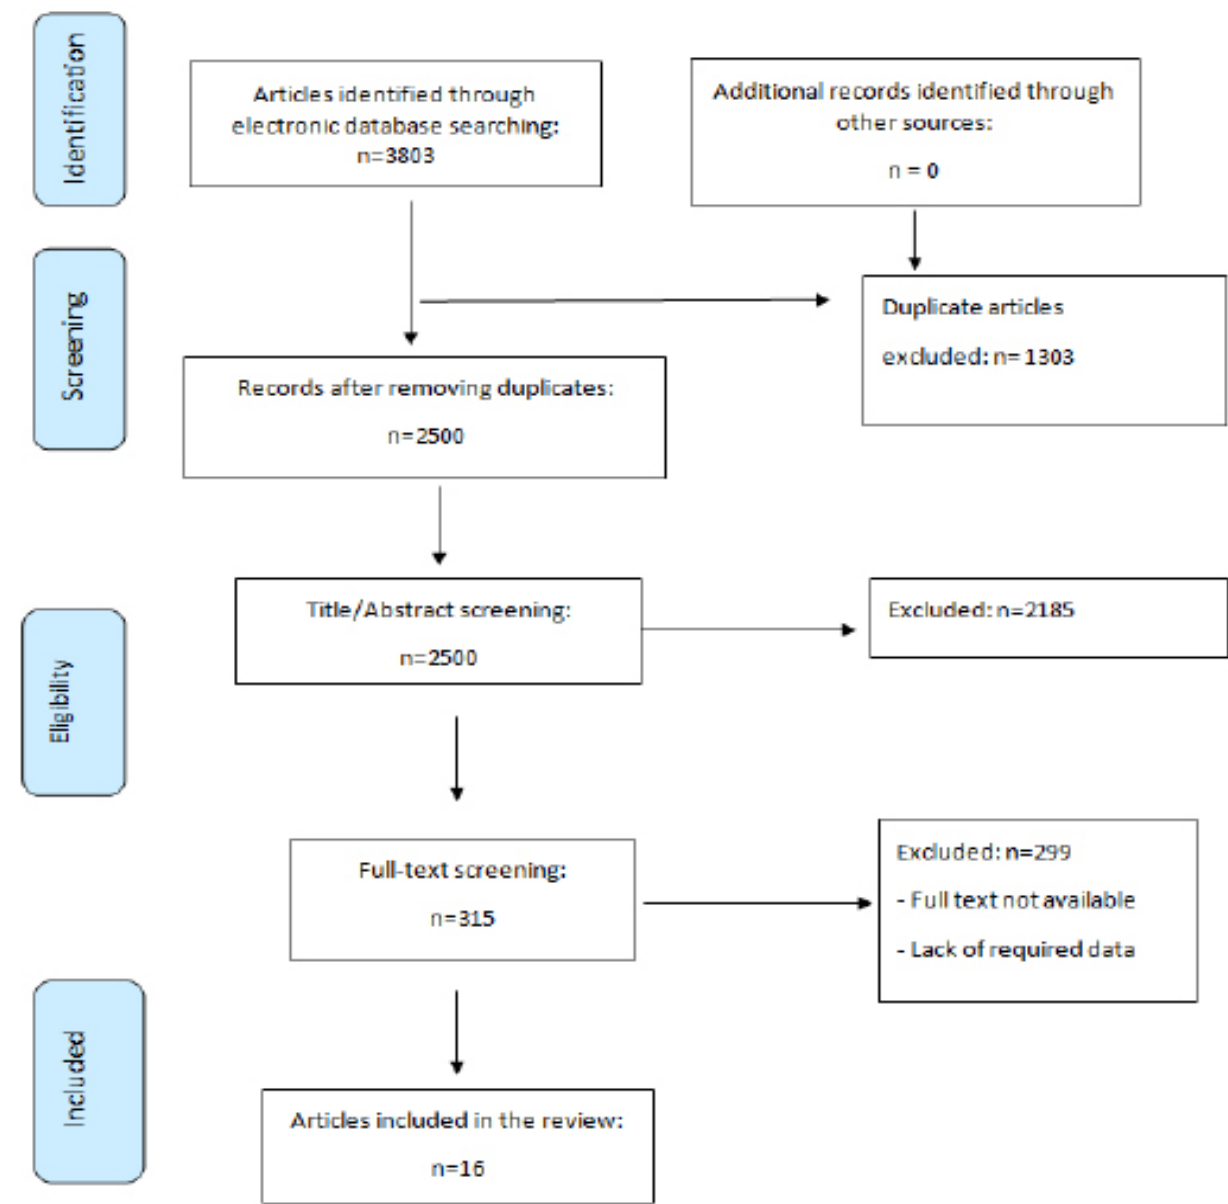 Identification
Articles identified through
electronic database searching:
n=3803
Additional records identified through
other sources:
n = 0
Screening
Duplicate articles
excluded: n= 1303
Records after removing duplicates:
n=2500
Eligibility
Title/Abstract screening:
n=2500
Excluded: n=2185
Full-text screening:
n=315
Excluded: n=299
- Full text not available
- Lack of required data
Included
Articles included in the review:
n=16